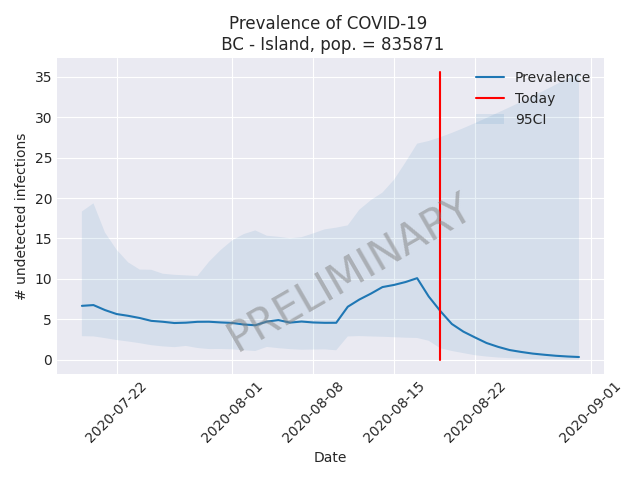 Prevalence of COVID-19
BC - Island, pop. = 835871
Prevalence
Today
95CI
# undetected infections
35
30
25
20
15
10
5
0
PRELIMINARY
2020-07-22
2020-08-01
2020-08-08
2020-08-15
2020-08-22
2020-09-01
Date